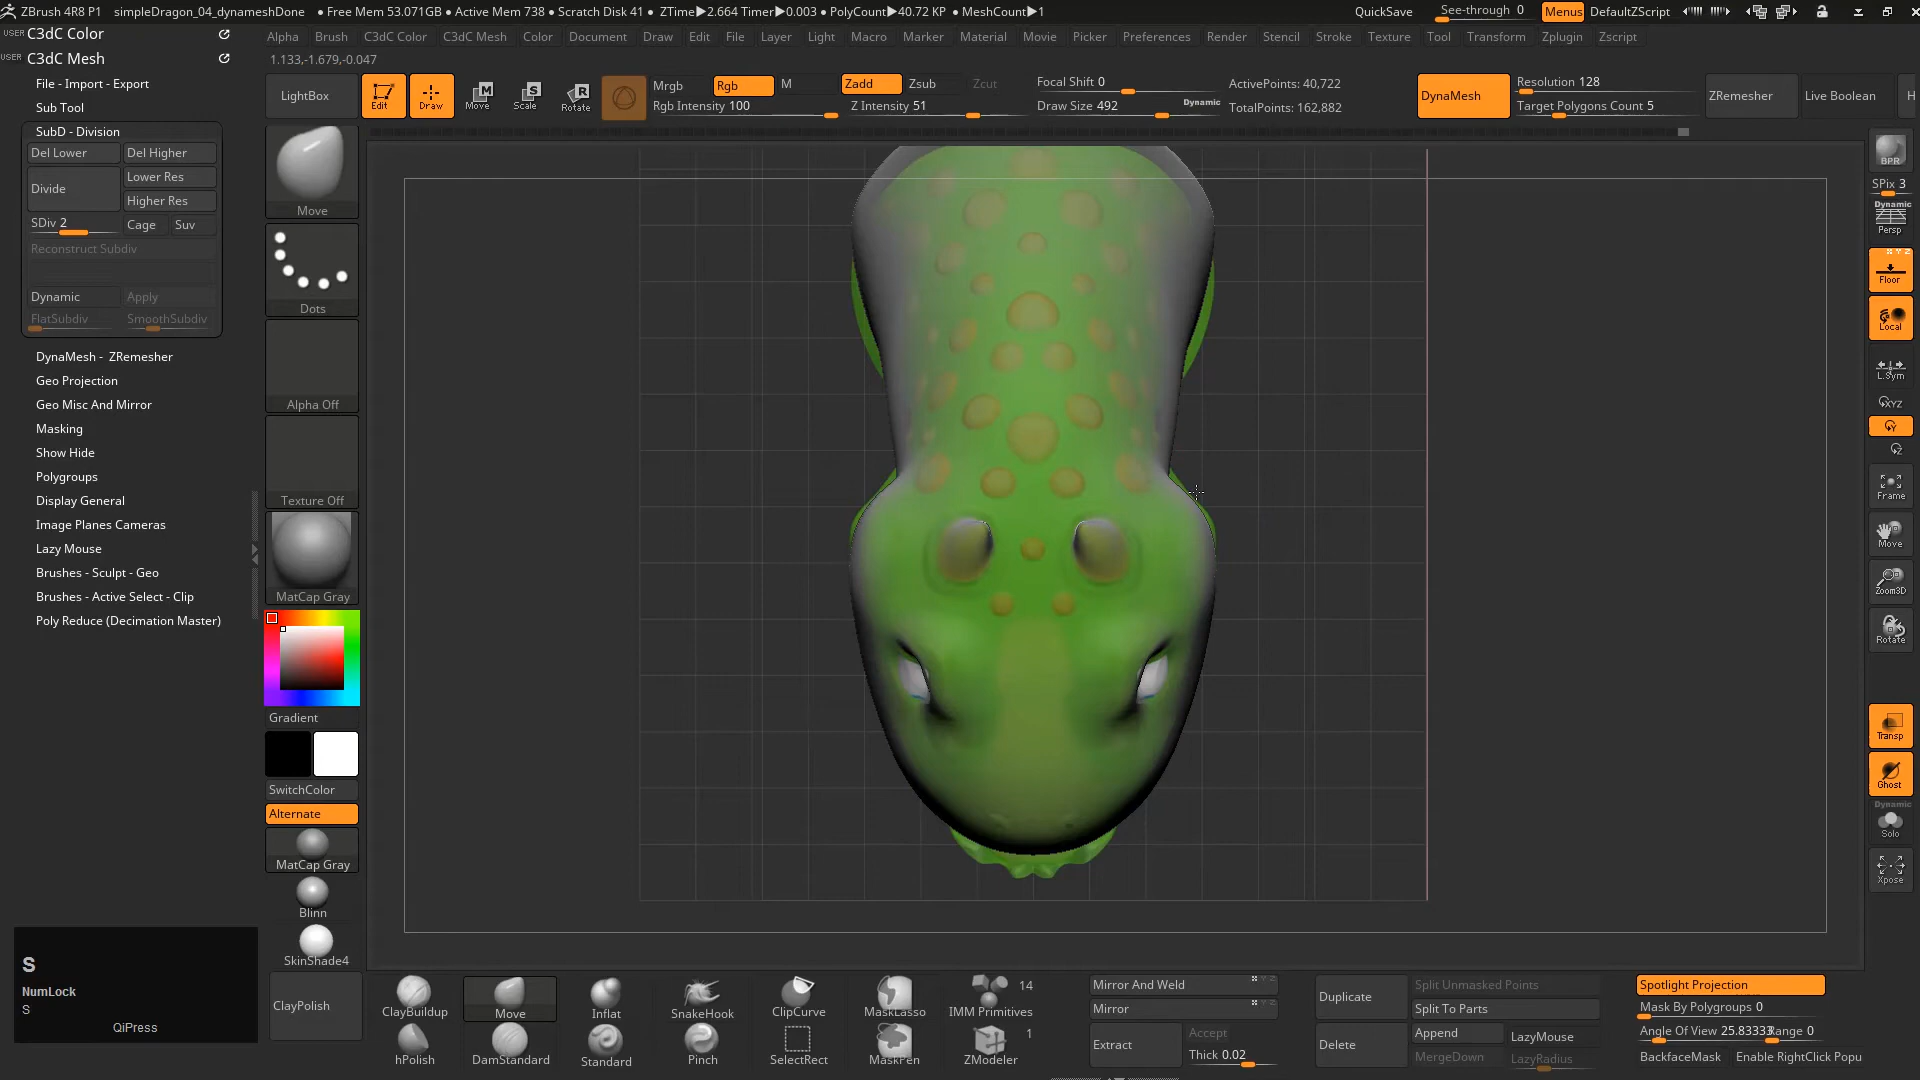 ZBrush 4R8 P1 simpleDragon_04_dynameshDone ● Free Mem 53.071GB ● Active Mem 738 ● Scratch Disk 41 ● ZTime▶2.664 Timer▶0.003 ● PolyCount▶40.72 KP ● MeshCount▶1 QuickSave See-through 0 Menus DefaultZScript
USER C3dC Color
Alpha Brush C3dC Color C3dC Mesh Color Document Draw Edit File Layer Light Macro Marker Material Movie Picker Preferences Render Stencil Stroke Texture Tool Transform Zplugin Zscript
USER C3dC Mesh
1.133,-1.679,-0.047
File - Import - Export
Sub Tool
SubD - Division
Del Lower Del Higher
Divide Lower Res
Higher Res
SDiv 2 Cage Suv
Reconstruct Subdiv
Dynamic Apply
FlatSubdiv SmoothSubdiv
DynaMesh - ZRemesher
Geo Projection
Geo Misc And Mirror
Masking
Show Hide
Polygroups
Display General
Image Planes Cameras
Lazy Mouse
Brushes - Sculpt - Geo
Brushes - Active Select - Clip
Poly Reduce (Decimation Master)
LightBox Edit Draw Move Scale Rotate
M S R
Mrgb Rgb M Zadd Zsub Zcut
Rgb Intensity 100 Z Intensity 51
Focal Shift 0
Draw Size 492 Dynamic
ActivePoints: 40,722
TotalPoints: 162,882
DynaMesh Resolution 128
Target Polygons Count 5
ZRemesher Live Boolean H
Move
Dots
Alpha Off
Texture Off
MatCap Gray
Gradient
SwitchColor
Alternate
MatCap Gray
Blinn
SkinShade4
ClayPolish
BPR
SPix 3
Dynamic
Persp
X Y Z
Floor
Local
L.Sym
XYZ
Y
Z
Frame
Move
Zoom3D
Rotate
Transp
Ghost
Dynamic
Solo
Xpose
S
NumLock
S
QiPress
ClayBuildup Move Inflat SnakeHook ClipCurve MaskLasso IMM Primitives 14
hPolish DamStandard Standard Pinch SelectRect MaskPen ZModeler 1
Mirror And Weld
Mirror
Extract Accept
Thick 0.02
Duplicate
Delete
Split Unmasked Points
Split To Parts
Append LazyMouse
MergeDown LazyRadius
Spotlight Projection
Mask By Polygroups 0
Angle Of View 25.83333 Range 0
BackfaceMask Enable RightClick Popu